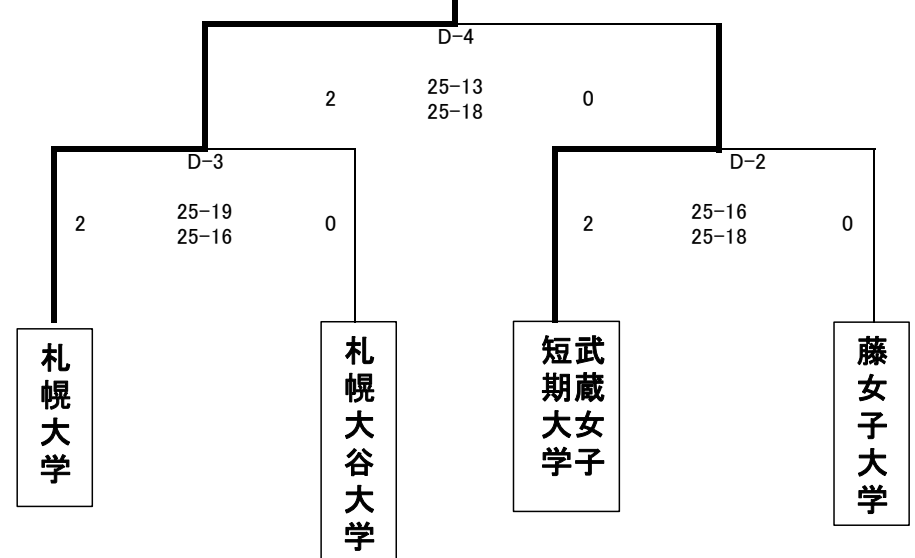 D-4
2
25-13
25-18
0
D-3
2
25-19
25-16
0
D-2
2
25-16
25-18
0
札幌大学
札幌大谷大学
武蔵女子
短期大学
藤女子大学